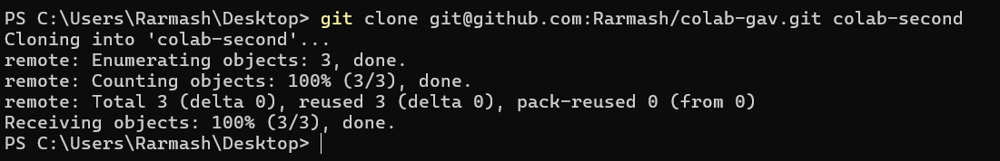 PS C:\Users\Rarmash\Desktop> git clone git@github.com:Rarmash/colab-gav.git colab-second
Cloning into 'colab-second'...
remote: Enumerating objects: 3, done.
remote: Counting objects: 100% (3/3), done.
remote: Total 3 (delta 0), reused 3 (delta 0), pack-reused 0 (from 0)
Receiving objects: 100% (3/3), done.
PS C:\Users\Rarmash\Desktop>